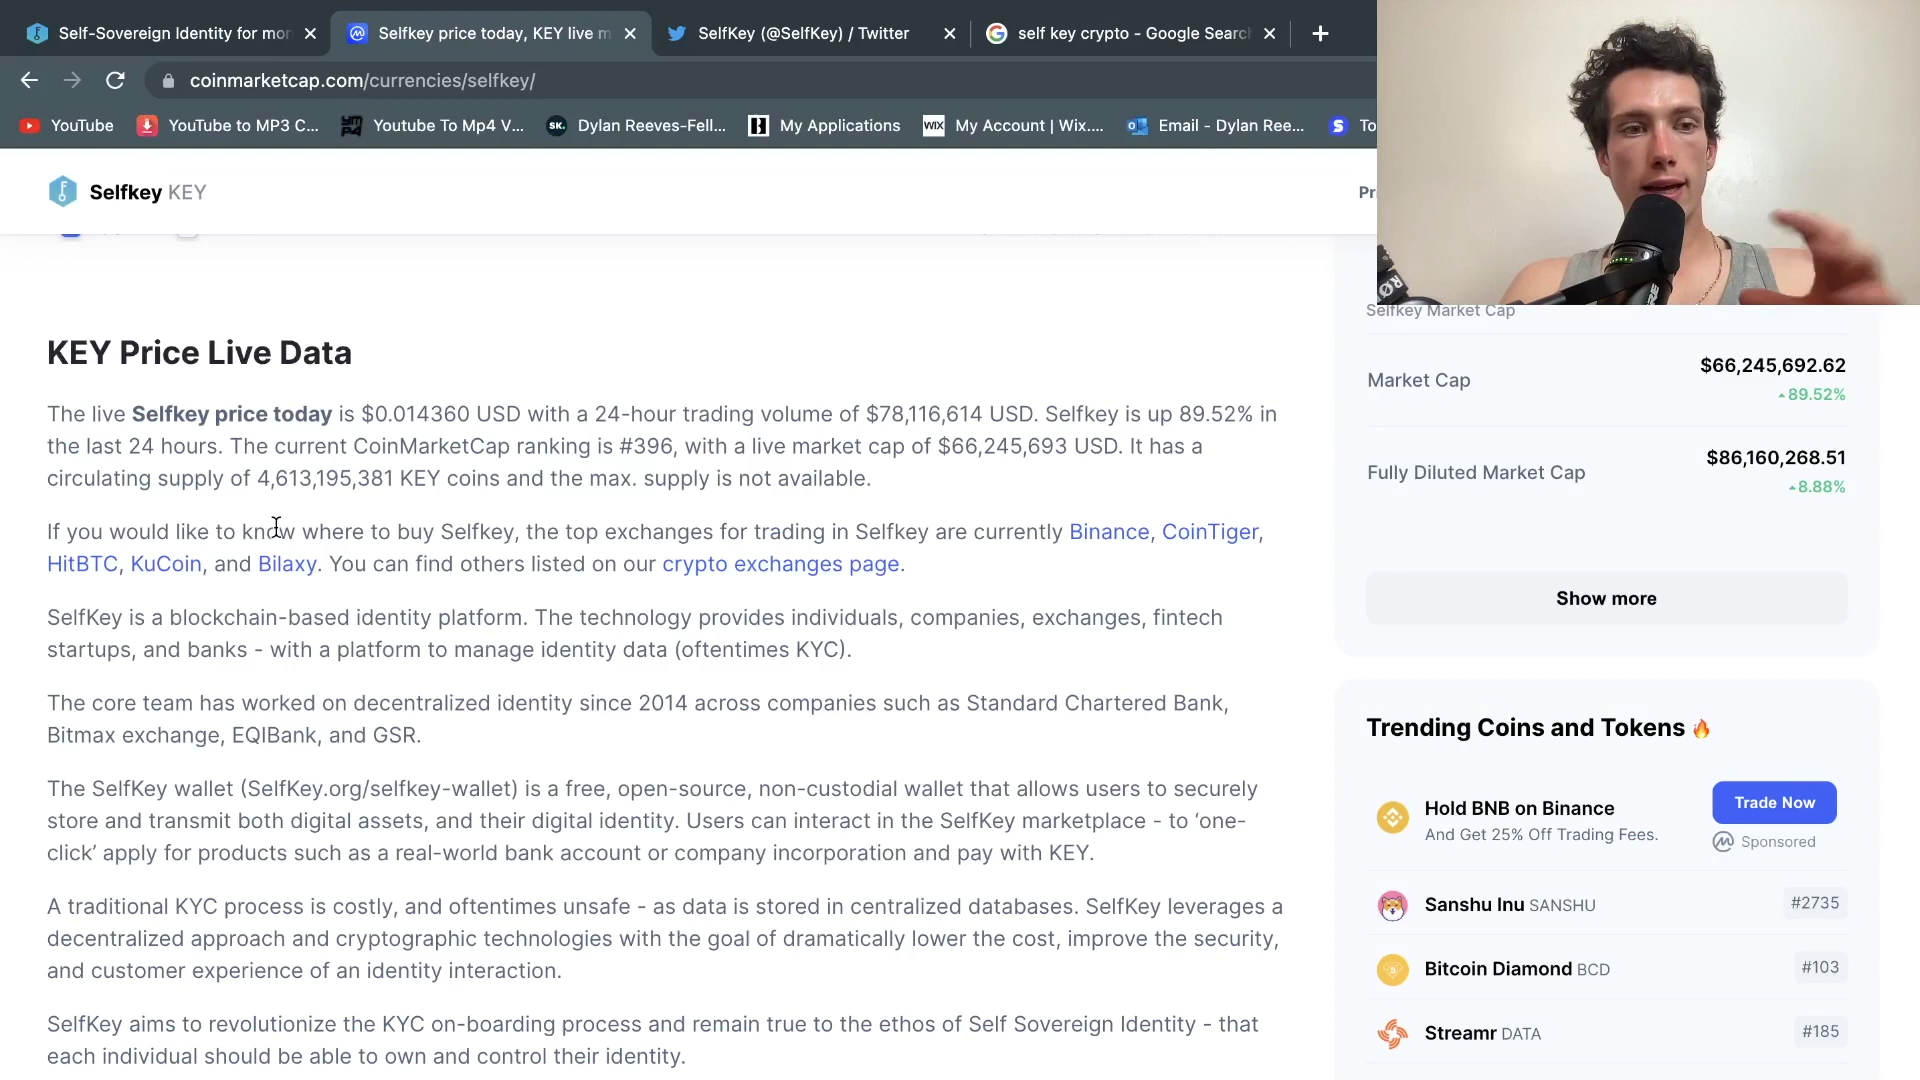 Self-Sovereign Identity for mor
Selfkey price today, KEY live m
SelfKey (@SelfKey) / Twitter
self key crypto - Google Search
coinmarketcap.com/currencies/selfkey/
YouTube
YouTube to MP3 C...
Youtube To Mp4 V...
SK. Dylan Reeves-Fell...
My Applications
WIX My Account | Wix....
Email - Dylan Ree...
S To
Selfkey KEY
Pr
KEY Price Live Data
The live Selfkey price today is $0.014360 USD with a 24-hour trading volume of $78,116,614 USD. Selfkey is up 89.52% in
the last 24 hours. The current CoinMarketCap ranking is #396, with a live market cap of $66,245,693 USD. It has a
circulating supply of 4,613,195,381 KEY coins and the max. supply is not available.
If you would like to know where to buy Selfkey, the top exchanges for trading in Selfkey are currently Binance, CoinTiger,
HitBTC, KuCoin, and Bilaxy. You can find others listed on our crypto exchanges page.
SelfKey is a blockchain-based identity platform. The technology provides individuals, companies, exchanges, fintech
startups, and banks - with a platform to manage identity data (oftentimes KYC).
The core team has worked on decentralized identity since 2014 across companies such as Standard Chartered Bank,
Bitmax exchange, EQIBank, and GSR.
The SelfKey wallet (SelfKey.org/selfkey-wallet) is a free, open-source, non-custodial wallet that allows users to securely
store and transmit both digital assets, and their digital identity. Users can interact in the SelfKey marketplace - to ‘one-
click’ apply for products such as a real-world bank account or company incorporation and pay with KEY.
A traditional KYC process is costly, and oftentimes unsafe - as data is stored in centralized databases. SelfKey leverages a
decentralized approach and cryptographic technologies with the goal of dramatically lower the cost, improve the security,
and customer experience of an identity interaction.
SelfKey aims to revolutionize the KYC on-boarding process and remain true to the ethos of Self Sovereign Identity - that
each individual should be able to own and control their identity.
RØ
Selfkey Market Cap
Market Cap
$66,245,692.62
89.52%
Fully Diluted Market Cap
$86,160,268.51
8.88%
Show more
Trending Coins and Tokens
Hold BNB on Binance
And Get 25% Off Trading Fees.
Trade Now
Sponsored
Sanshu Inu SANSHU
#2735
Bitcoin Diamond BCD
#103
Streamr DATA
#185